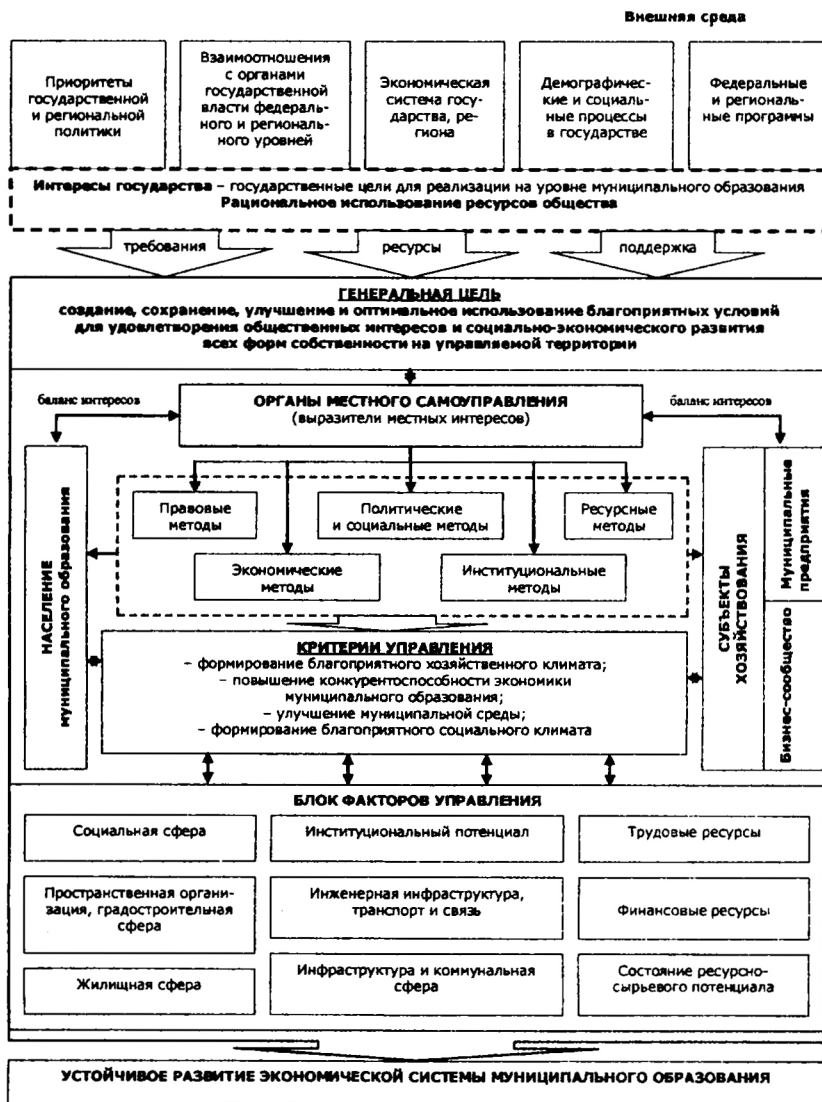 Внешняя среда
Приоритеты
государственной
и региональной
политики
Взаимоотношения
с органами
государственной
власти федераль-
ного и региональ-
ного уровней
Экономическая
система госу-
дарства, ре-
гиона
Демографичес-
кие и социаль-
ные процессы
в государстве
Федеральные
и региональ-
ные программы
Интересы государства – государственные цели для реализации на уровне муниципального образования
Рациональное использование ресурсов общества
требования
ресурсы
поддержка
ГЕНЕРАЛЬНАЯ ЦЕЛЬ
создание, сохранение, улучшение и оптимальное использование благоприятных условий
для удовлетворения общественных интересов и социально-экономического развития
всех форм собственности на управляемой территории
баланс интересов
ОРГАНЫ МЕСТНОГО САМОУПРАВЛЕНИЯ
(выразители местных интересов)
баланс интересов
НАСЕЛЕНИЕ
муниципального образования
Правовые
методы
Политические
и социальные методы
Ресурсные
методы
Экономические
методы
Институциональные
методы
СУБЪЕКТЫ
ХОЗЯЙСТВОВАНИЯ
Муниципальные
предприятия
Бизнес-сообщество
КРИТЕРИИ УПРАВЛЕНИЯ
– формирование благоприятного хозяйственного климата;
– повышение конкурентоспособности экономики
муниципального образования;
– улучшение муниципальной среды;
– формирование благоприятного социального климата
БЛОК ФАКТОРОВ УПРАВЛЕНИЯ
Социальная сфера
Институциональный потенциал
Трудовые ресурсы
Пространственная органи-
зация, градостроительная
сфера
Инженерная инфраструктура,
транспорт и связь
Финансовые ресурсы
Жилищная сфера
Инфраструктура и коммунальная
сфера
Состояние ресурсно-
сырьевого потенциала
УСТОЙЧИВОЕ РАЗВИТИЕ ЭКОНОМИЧЕСКОЙ СИСТЕМЫ МУНИЦИПАЛЬНОГО ОБРАЗОВАНИЯ